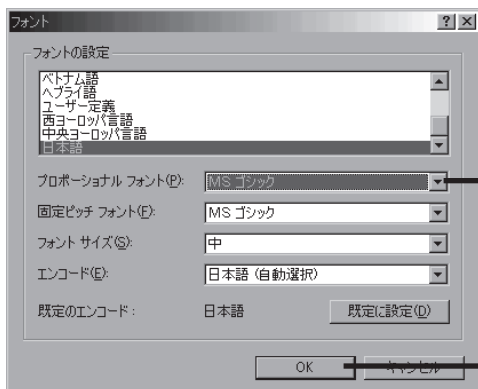 フォント
フォントの設定
ベトナム語
ヘブライ語
ユーザー定義
西ヨーロッパ言語
中央ヨーロッパ言語
日本語
プロポーショナル フォント(P): MS ゴシック
固定ピッチ フォント(F): MS ゴシック
フォント サイズ(S): 中
エンコード(E): 日本語 (自動選択)
既定のエンコード : 日本語 既定に設定(D)
OK キャンセル